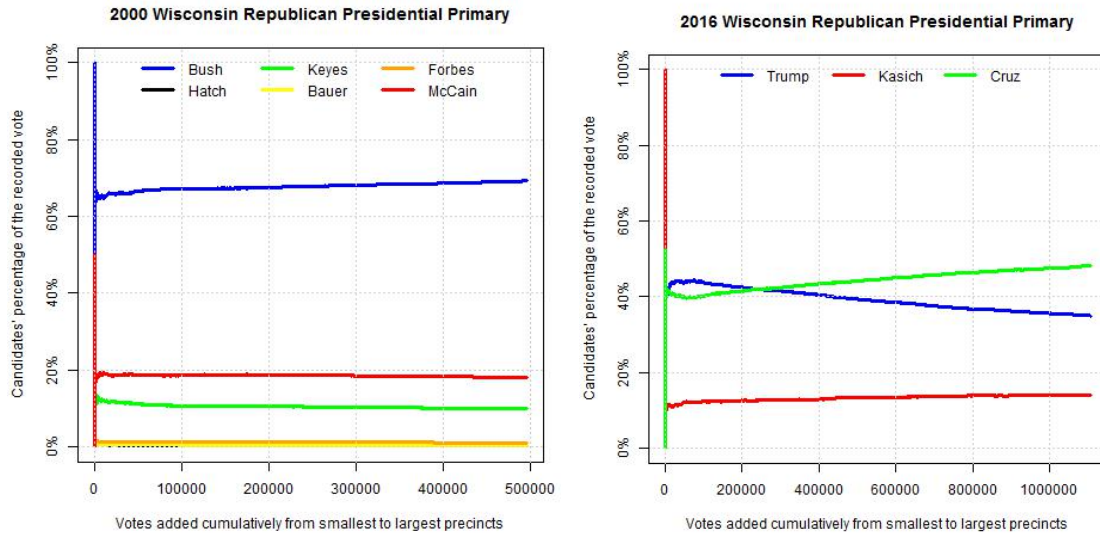 2000 Wisconsin Republican Presidential Primary
Candidates' percentage of the recorded vote
100%
80%
60%
40%
20%
0%
Bush Keyes Forbes
Hatch Bauer McCain
0 100000 200000 300000 400000 500000
Votes added cumulatively from smallest to largest precincts
2016 Wisconsin Republican Presidential Primary
Candidates' percentage of the recorded vote
100%
80%
60%
40%
20%
0%
Trump Kasich Cruz
0 200000 400000 600000 800000 1000000
Votes added cumulatively from smallest to largest precincts